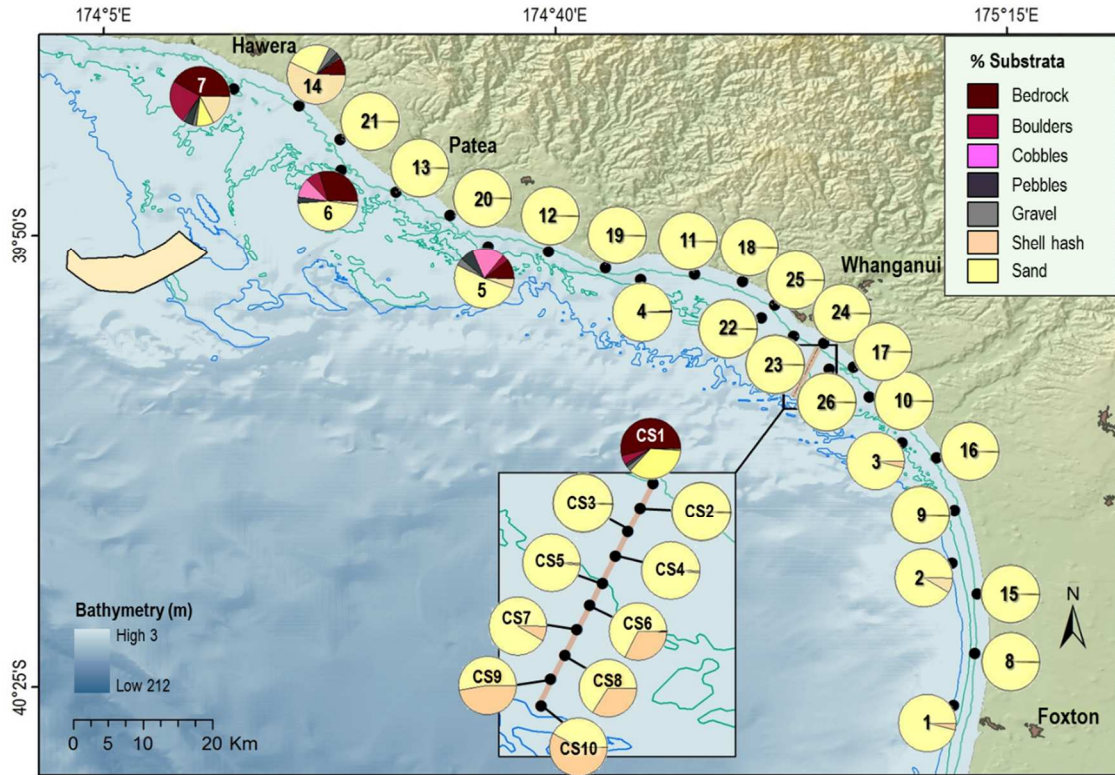 174°5'E
174°40'E
175°15'E
Hawera
% Substrata
Bedrock
Boulders
Cobbles
Pebbles
Gravel
Shell hash
Sand
7
14
21
Patea
13
20
6
12
19
11
18
39°50'S
5
25
Whanganui
4
22
24
23
17
26
10
CS1
3
16
CS3
CS2
9
CS5
CS4
2
15
Bathymetry (m)
High 3
Low 212
CS7
CS6
N
8
CS9
CS8
40°25'S
1
Foxton
CS10
0 5 10 20 Km